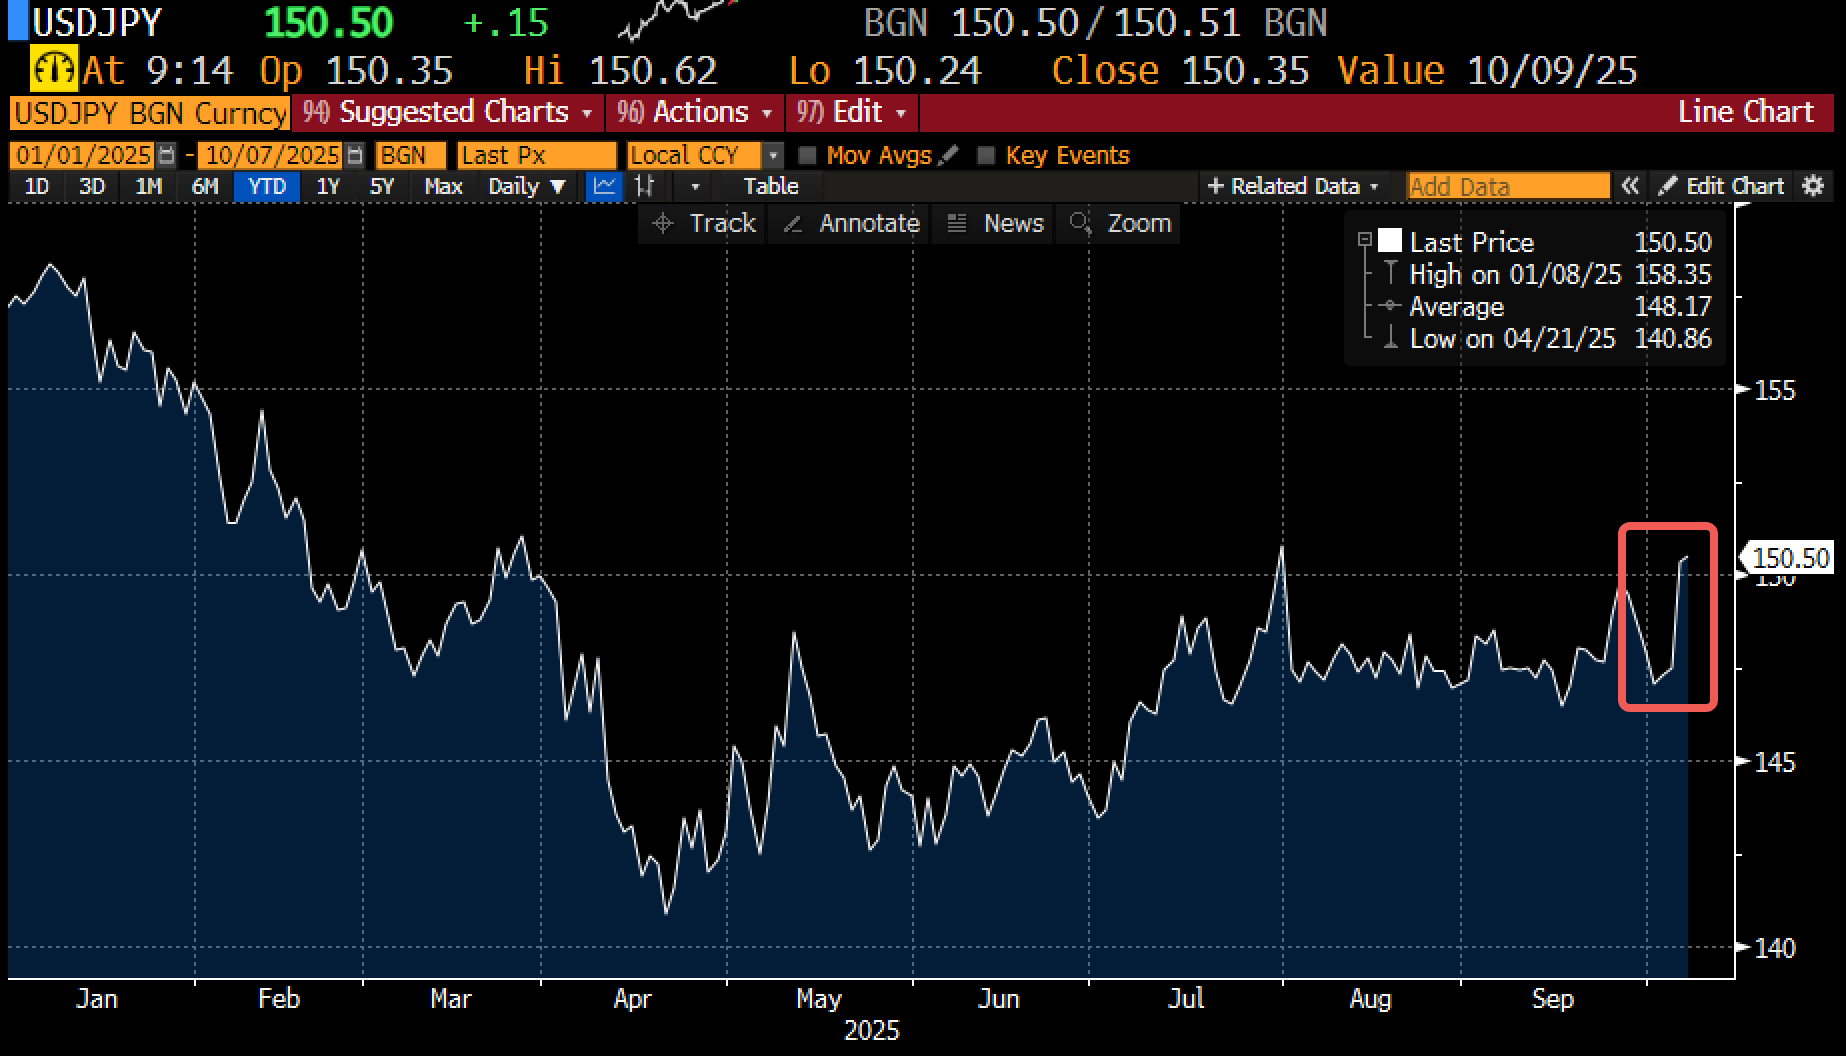 USDJPY 150.50 +.15 BGN 150.50/150.51 BGN
At 9:14 Op 150.35 Hi 150.62 Lo 150.24 Close 150.35 Value 10/09/25
USDJPY BGN Curncy 94) Suggested Charts 96) Actions 97) Edit Line Chart
01/01/2025 - 10/07/2025 BGN Last Px Local CCY Mov Avgs Key Events
1D 3D 1M 6M YTD 1Y 5Y Max Daily ▼ Table + Related Data Add Data « Edit Chart
Track Annotate News Zoom
Last Price 150.50
High on 01/08/25 158.35
Average 148.17
Low on 04/21/25 140.86
155
150.50
150
145
140
Jan Feb Mar Apr May Jun Jul Aug Sep
2025